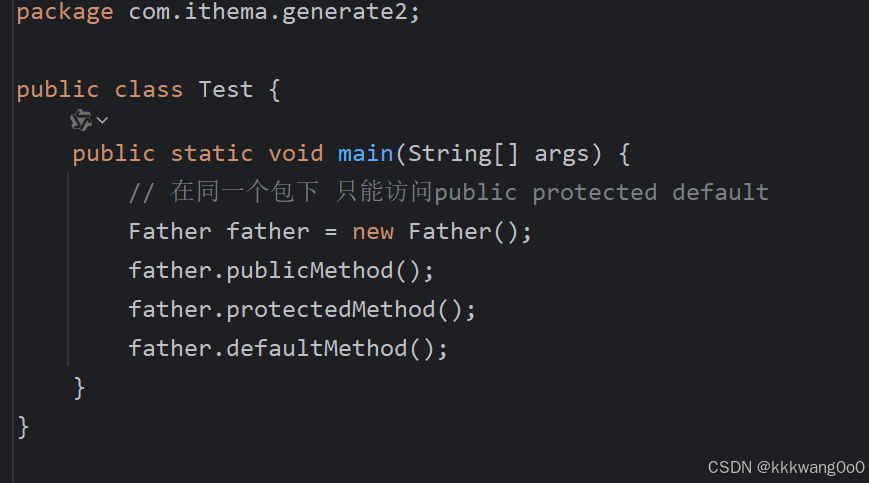 package com.ithema.generate2;
public class Test {
public static void main(String[] args) {
// 在同一个包下 只能访问public protected default
Father father = new Father();
father.publicMethod();
father.protectedMethod();
father.defaultMethod();
}
}
CSDN @kkkwang0o0